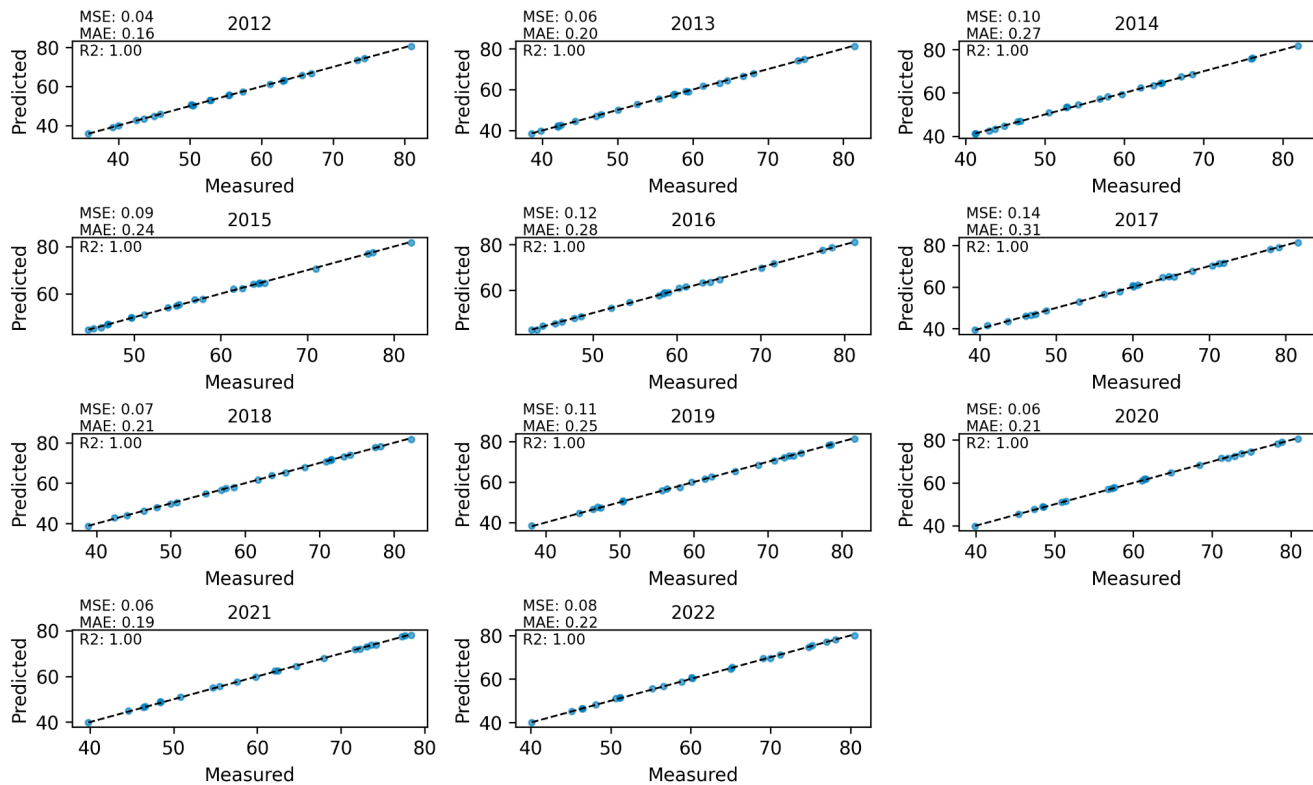 MSE: 0.04
MAE: 0.16
R2: 1.00
2012
Predicted
80
60
40
40 50 60 70 80
Measured
MSE: 0.06
MAE: 0.20
R2: 1.00
2013
Predicted
80
60
40
40 50 60 70 80
Measured
MSE: 0.10
MAE: 0.27
R2: 1.00
2014
Predicted
80
60
40
40 50 60 70 80
Measured
MSE: 0.09
MAE: 0.24
R2: 1.00
2015
Predicted
80
60
50 60 70 80
Measured
MSE: 0.12
MAE: 0.28
R2: 1.00
2016
Predicted
80
60
50 60 70 80
Measured
MSE: 0.14
MAE: 0.31
R2: 1.00
2017
Predicted
80
60
40
40 50 60 70 80
Measured
MSE: 0.07
MAE: 0.21
R2: 1.00
2018
Predicted
80
60
40
40 50 60 70 80
Measured
MSE: 0.11
MAE: 0.25
R2: 1.00
2019
Predicted
80
60
40
40 50 60 70 80
Measured
MSE: 0.06
MAE: 0.21
R2: 1.00
2020
Predicted
80
60
40
40 50 60 70 80
Measured
MSE: 0.06
MAE: 0.19
R2: 1.00
2021
Predicted
80
60
40
40 50 60 70 80
Measured
MSE: 0.08
MAE: 0.22
R2: 1.00
2022
Predicted
80
60
40
40 50 60 70 80
Measured